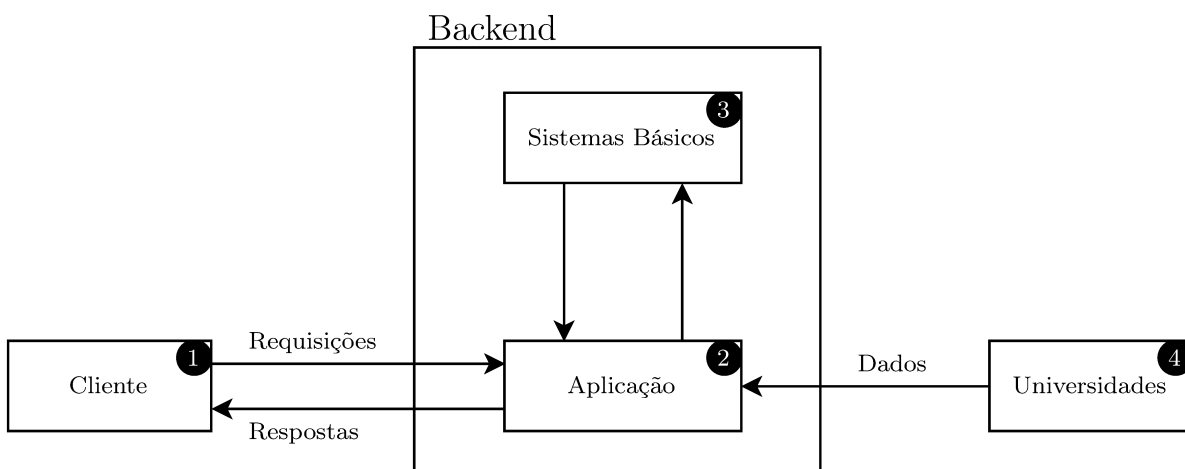 Backend
3
Sistemas Básicos
Requisições
1
2
4
Dados
Cliente
Aplicação
Universidades
Respostas